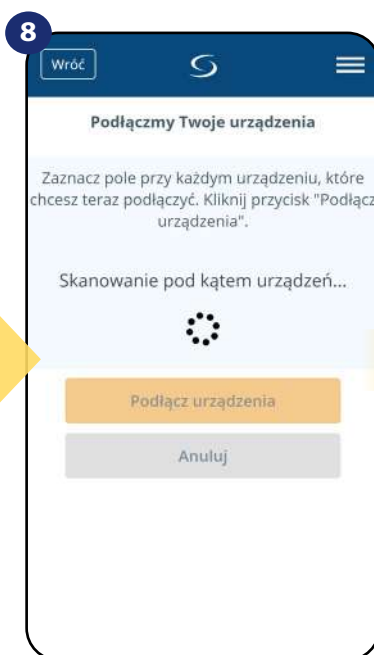 8
Wróć
Podłączmy Twoje urządzenia
Zaznacz pole przy każdym urządzeniu, które
chcesz teraz podłączyć. Kliknij przycisk "Podłącz
urządzenia".
Skanowanie pod kątem urządzeń...
Podłącz urządzenia
Anuluj